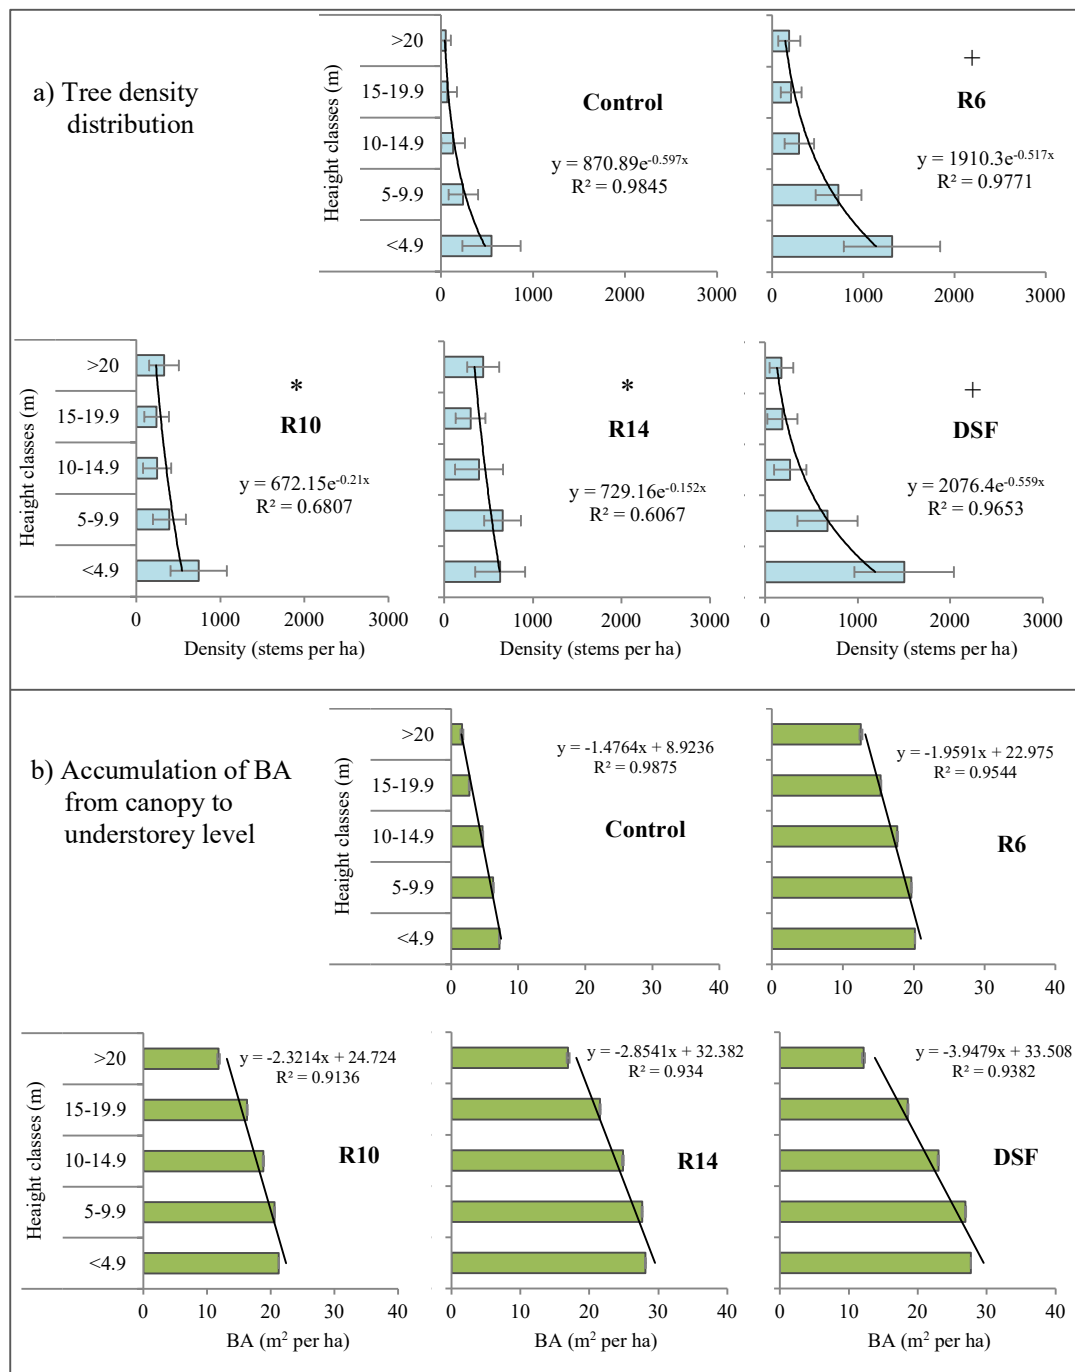 a) Tree density
distribution
Heaight classes (m)
>20
15-19.9
10-14.9
5-9.9
<4.9
Control
y = 870.89e^-0.597x
R² = 0.9845
0 1000 2000 3000
+
R6
y = 1910.3e^-0.517x
R² = 0.9771
0 1000 2000 3000
Heaight classes (m)
>20
15-19.9
10-14.9
5-9.9
<4.9
*
R10
y = 672.15e^-0.21x
R² = 0.6807
0 1000 2000 3000
Density (stems per ha)
*
R14
y = 729.16e^-0.152x
R² = 0.6067
0 1000 2000 3000
Density (stems per ha)
+
DSF
y = 2076.4e^-0.559x
R² = 0.9653
0 1000 2000 3000
Density (stems per ha)
b) Accumulation of BA
from canopy to
understorey level
Heaight classes (m)
>20
15-19.9
10-14.9
5-9.9
<4.9
y = -1.4764x + 8.9236
R² = 0.9875
Control
0 10 20 30 40
y = -1.9591x + 22.975
R² = 0.9544
R6
0 10 20 30 40
Heaight classes (m)
>20
15-19.9
10-14.9
5-9.9
<4.9
y = -2.3214x + 24.724
R² = 0.9136
R10
0 10 20 30 40
BA (m² per ha)
y = -2.8541x + 32.382
R² = 0.934
R14
0 10 20 30 40
BA (m² per ha)
y = -3.9479x + 33.508
R² = 0.9382
DSF
0 10 20 30 40
BA (m² per ha)